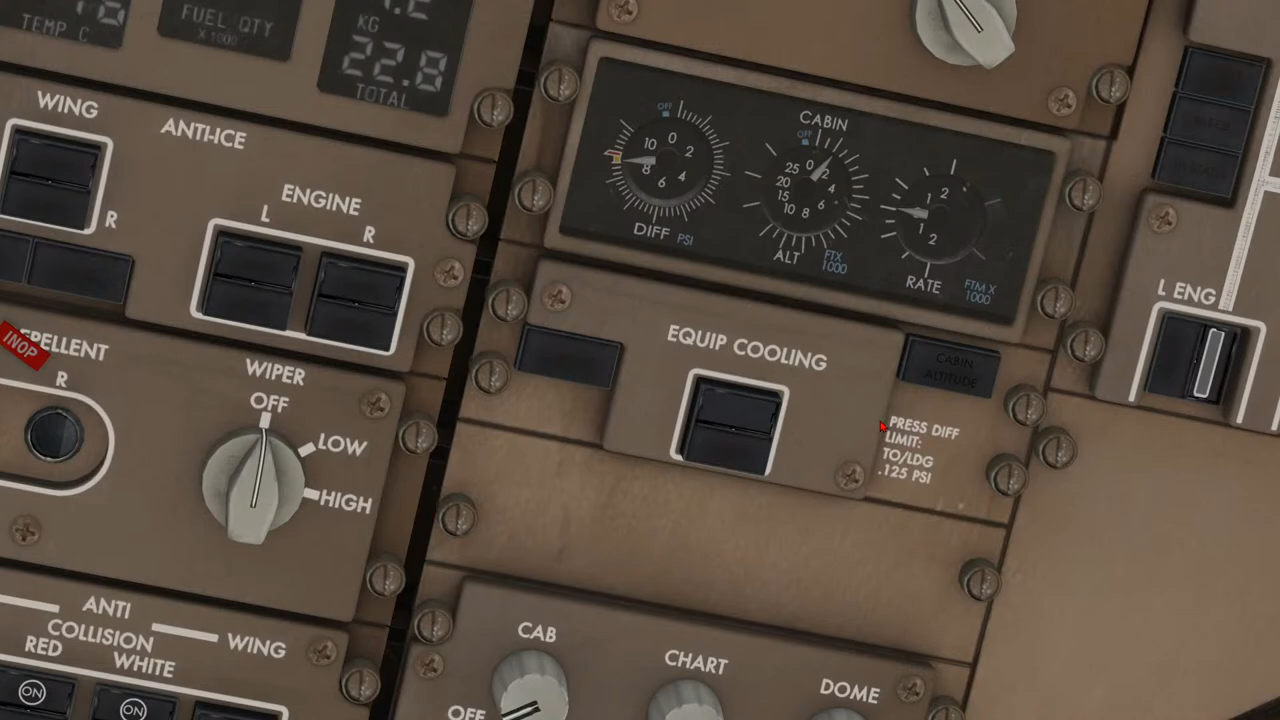 TEMP C
FUEL QTY
X 1000
KG
22.8
TOTAL
WING
R
ANTI-ICE
ENGINE
L
R
INOP
R
WIPER
OFF
LOW
HIGH
ANTI
COLLISION
RED
WHITE
WING
ON
ON
CABIN
OFF
0
2
4
6
8
10
DIFF PSI
OFF
0
2
4
6
8
10
15
20
25
ALT
FTX
1000
2
1
1
2
RATE
FTM X
1000
EQUIP COOLING
CABIN
ALTITUDE
PRESS DIFF
LIMIT:
TO/LDG
.125 PSI
L ENG
CAB
OFF
CHART
DOME